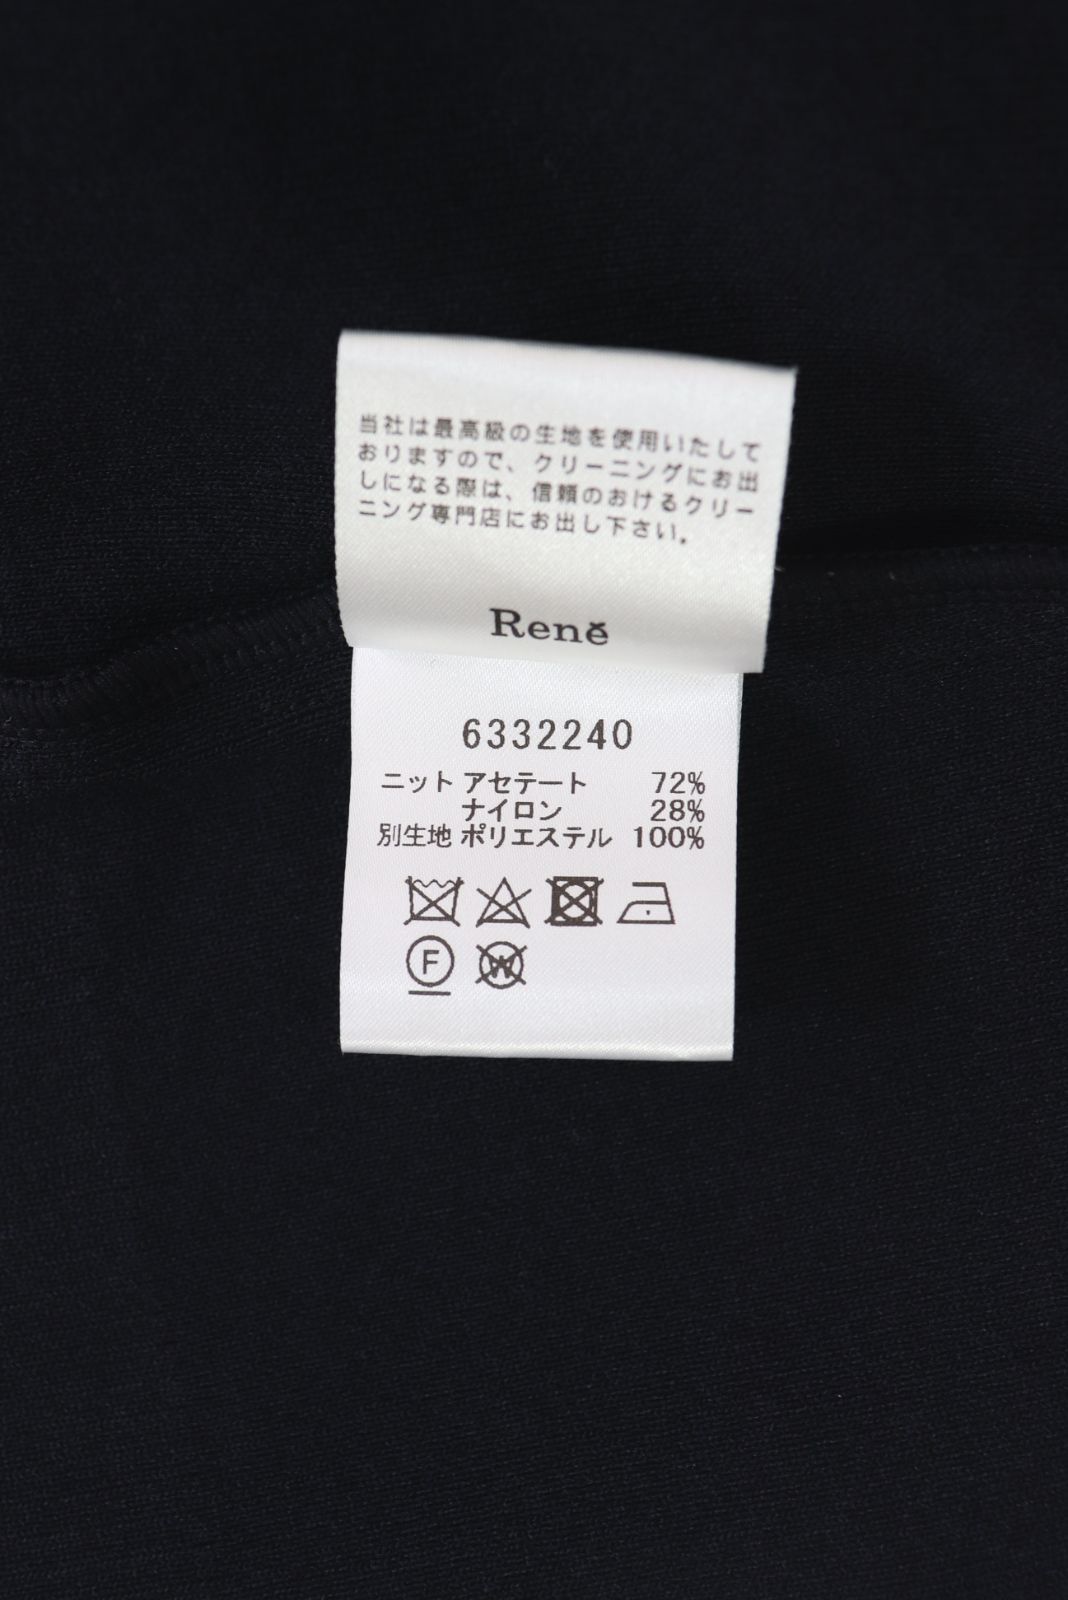 当社は最高級の生地を使用いたして
おりますので、クリーニングにお出
しになる際は、信頼のおけるクリー
ニング専門店にお出し下さい。
Renĕ
6332240
ニット アセテート 72%
ナイロン 28%
別生地 ポリエステル 100%
F W